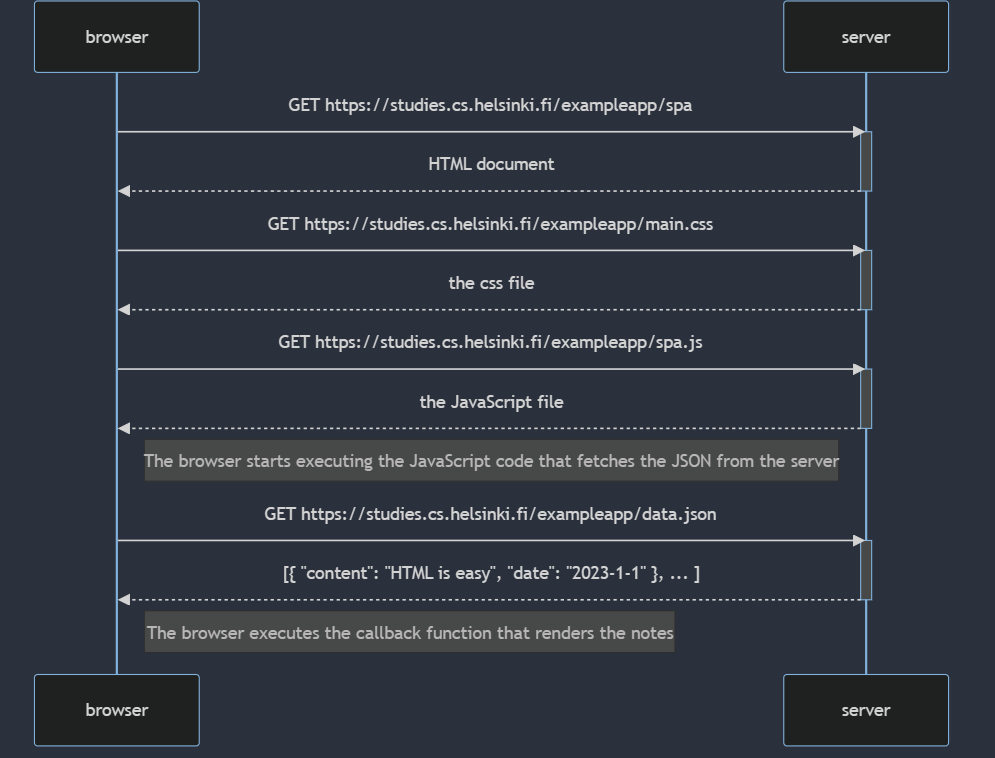 browser server
GET https://studies.cs.helsinki.fi/exampleapp/spa
HTML document
GET https://studies.cs.helsinki.fi/exampleapp/main.css
the css file
GET https://studies.cs.helsinki.fi/exampleapp/spa.js
the JavaScript file
The browser starts executing the JavaScript code that fetches the JSON from the server
GET https://studies.cs.helsinki.fi/exampleapp/data.json
[{ "content": "HTML is easy", "date": "2023-1-1" }, ... ]
The browser executes the callback function that renders the notes
browser server